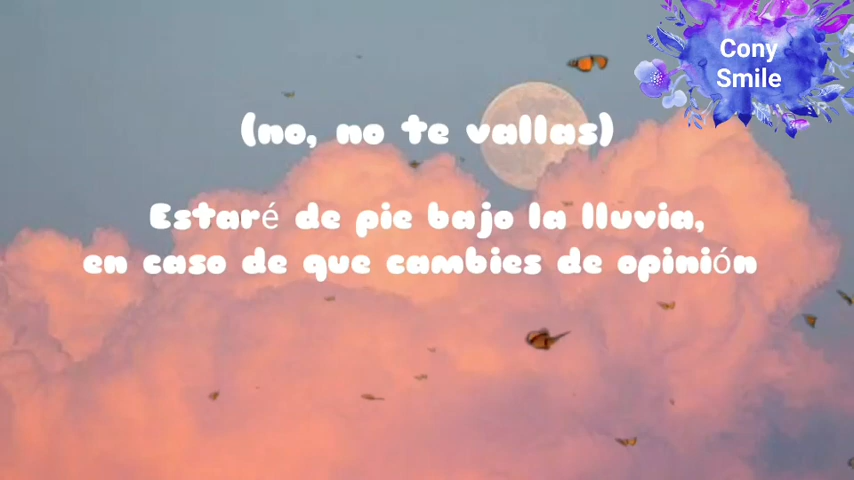 Cony
Smile
(no, no te vallas)
Estaré de pie bajo la lluvia,
en caso de que cambies de opinión